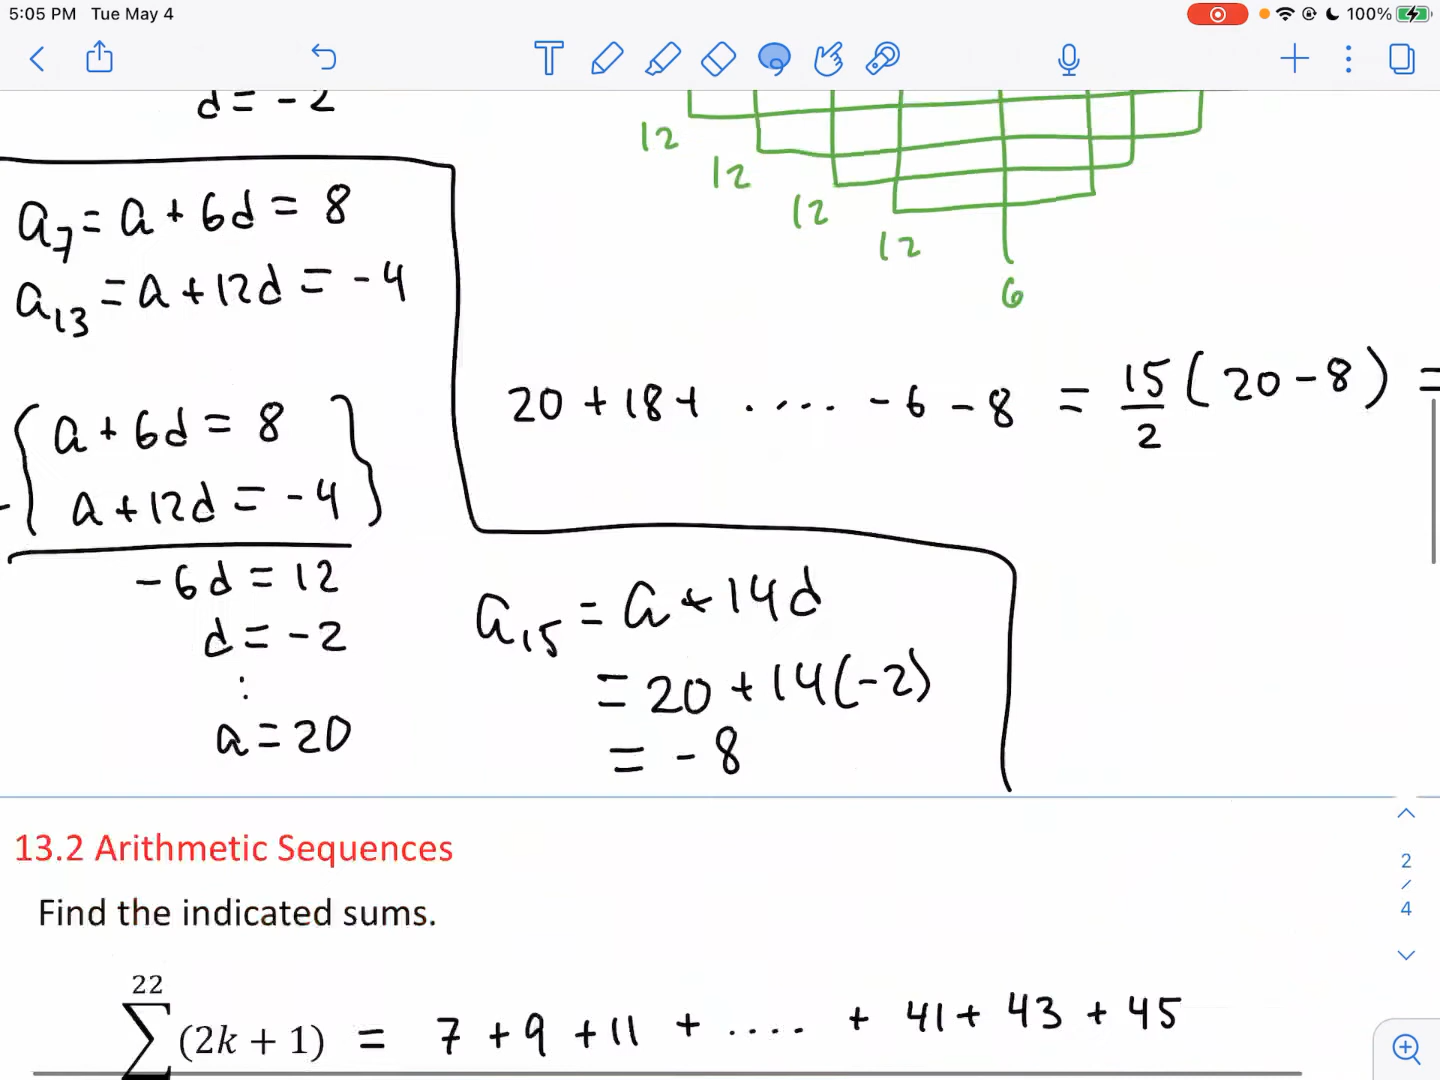 5:05 PM Tue May 4
100%
T
d = -2
a₇ = a + 6d = 8
a₁₃ = a + 12d = -4
a + 6d = 8
a + 12d = -4
-6d = 12
d = -2
⋮
a = 20
12
12
12
12
6
20 + 18 + .... -6 - 8 = 15/2 (20 - 8) =
a₁₅ = a + 14d
= 20 + 14(-2)
= -8
13.2 Arithmetic Sequences
Find the indicated sums.
22
∑ (2k + 1) = 7 + 9 + 11 + .... + 41 + 43 + 45
2
/
4